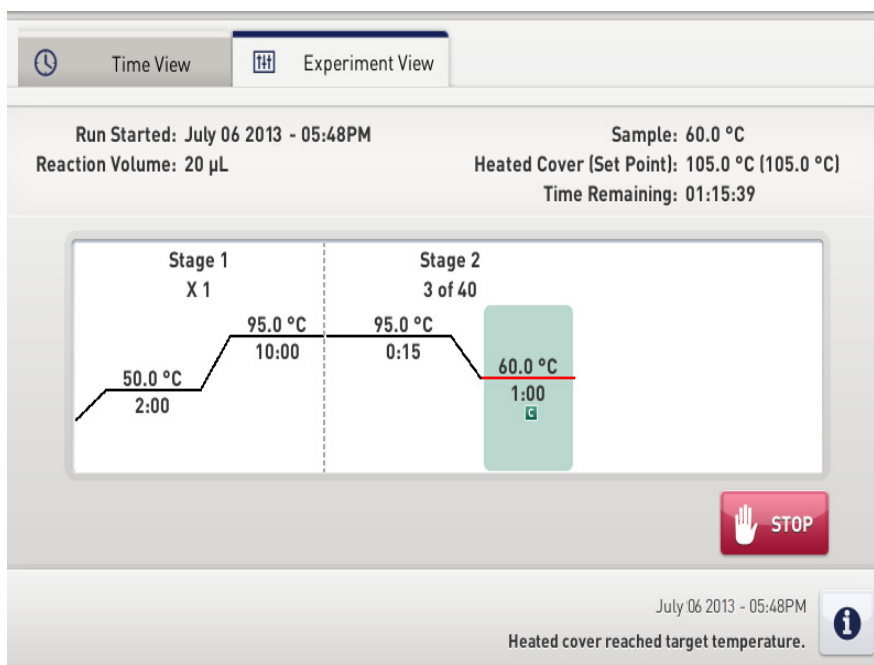 Time View
Experiment View
Run Started: July 06 2013 - 05:48PM
Reaction Volume: 20 µL
Sample: 60.0 °C
Heated Cover (Set Point): 105.0 °C (105.0 °C)
Time Remaining: 01:15:39
Stage 1
X 1
Stage 2
3 of 40
50.0 °C
2:00
95.0 °C
10:00
95.0 °C
0:15
60.0 °C
1:00
C
STOP
July 06 2013 - 05:48PM
Heated cover reached target temperature.
i